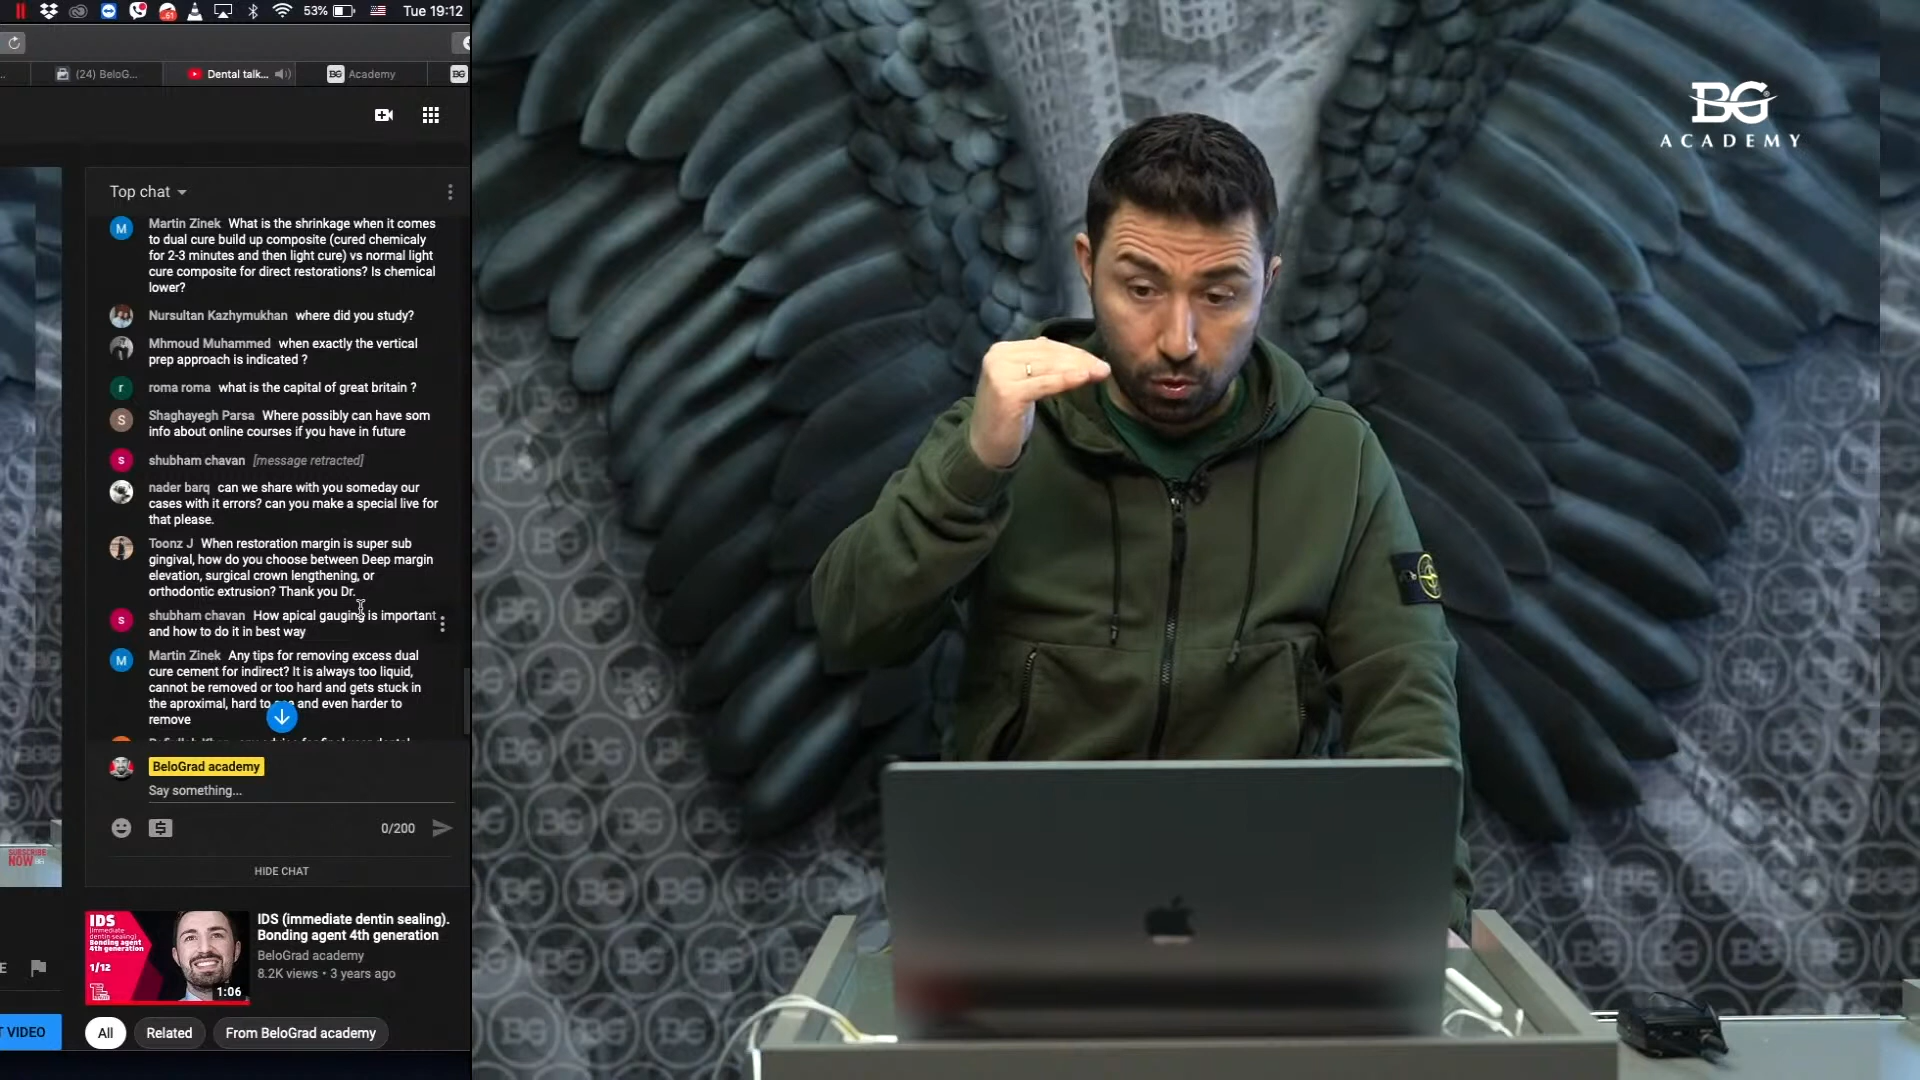 53%
Tue 19:12
(24) BeloG...
Dental talk...
BG Academy
BG
Top chat
M
Martin Zinek What is the shrinkage when it comes
to dual cure build up composite (cured chemicaly
for 2-3 minutes and then light cure) vs normal light
cure composite for direct restorations? Is chemical
lower?
Nursultan Kazhymukhan where did you study?
Mhmoud Muhammed when exactly the vertical
prep approach is indicated ?
r
roma roma what is the capital of great britain ?
S
Shaghayegh Parsa Where possibly can have som
info about online courses if you have in future
s
shubham chavan [message retracted]
nader barq can we share with you someday our
cases with it errors? can you make a special live for
that please.
Toonz J When restoration margin is super sub
gingival, how do you choose between Deep margin
elevation, surgical crown lengthening, or
orthodontic extrusion? Thank you Dr.
s
shubham chavan How apical gauging is important
and how to do it in best way
M
Martin Zinek Any tips for removing excess dual
cure cement for indirect? It is always too liquid,
cannot be removed or too hard and gets stuck in
the aproximal, hard to and even harder to
remove
BeloGrad academy
Say something...
0/200
HIDE CHAT
SUBSCRIBE
NOW
IDS
(immediate
dentin sealing)
Bonding agent
4th generation
1/12
1:06
IDS (immediate dentin sealing).
Bonding agent 4th generation
BeloGrad academy
8.2K views • 3 years ago
E
T VIDEO
All
Related
From BeloGrad academy
BG
ACADEMY